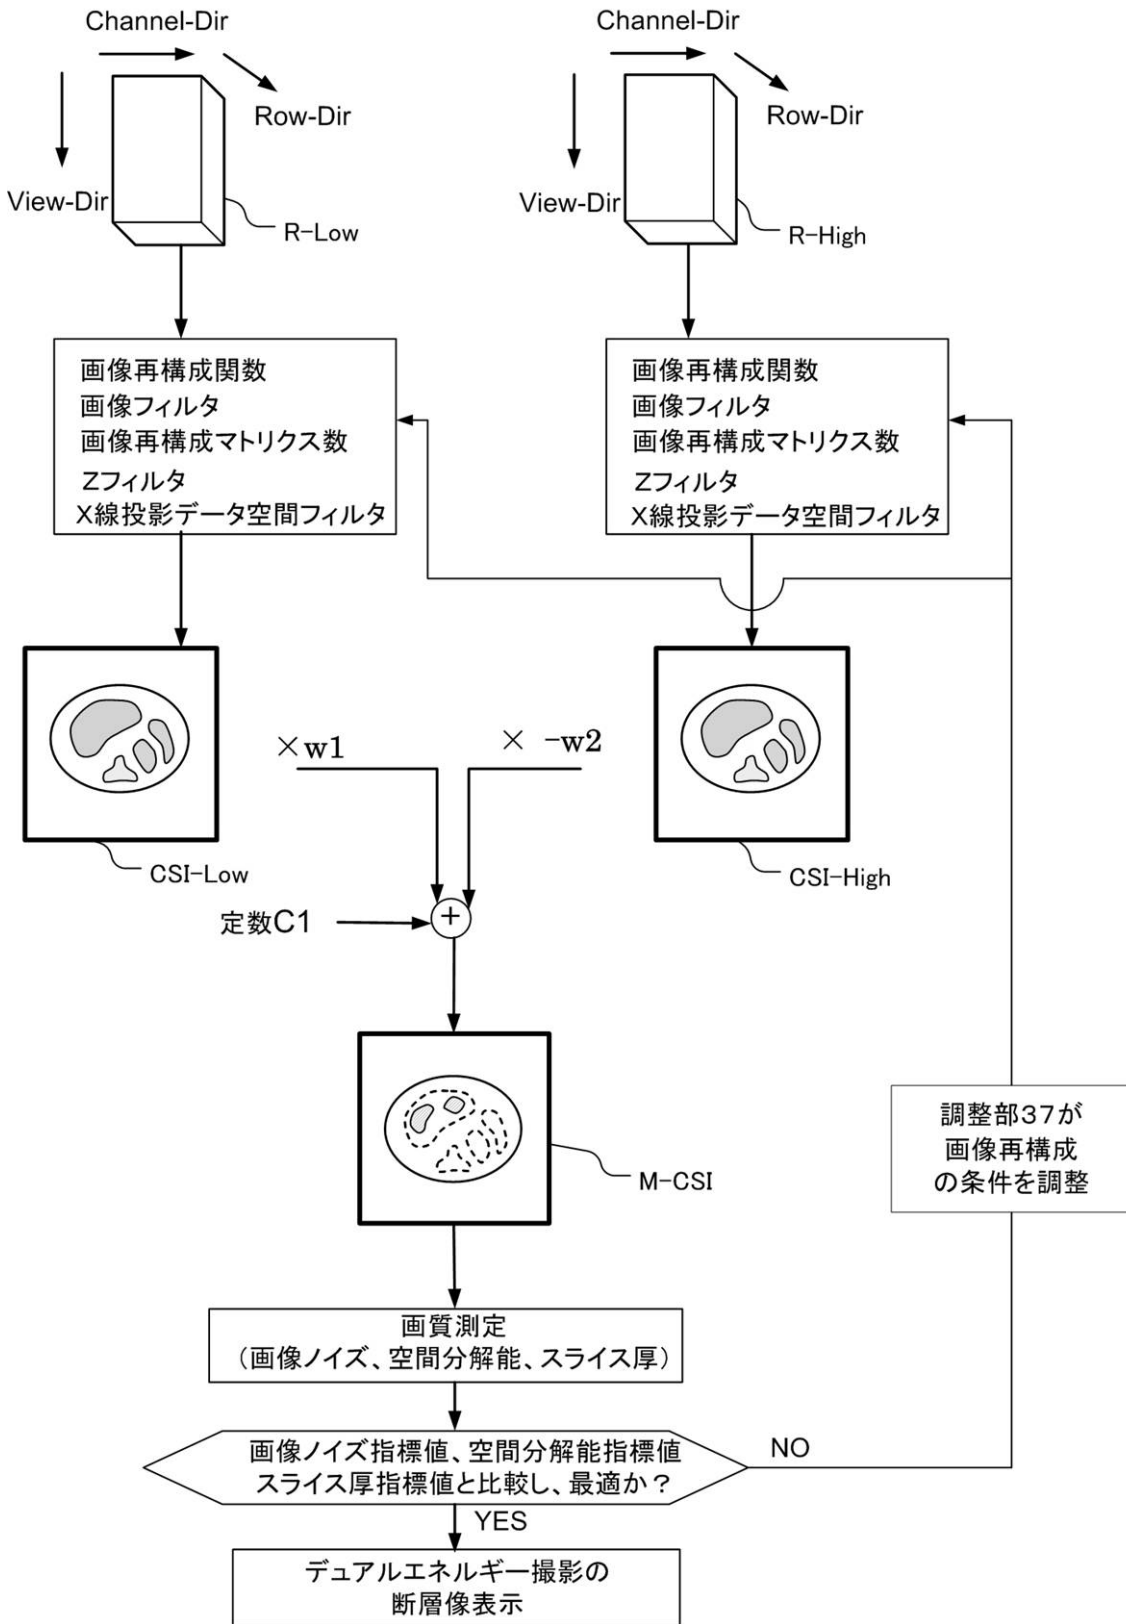 Channel-Dir
Row-Dir
View-Dir
R-Low
Channel-Dir
Row-Dir
View-Dir
R-High
画像再構成関数
画像フィルタ
画像再構成マトリクス数
Zフィルタ
X線投影データ空間フィルタ
画像再構成関数
画像フィルタ
画像再構成マトリクス数
Zフィルタ
X線投影データ空間フィルタ
×w1
× -w2
CSI-Low
CSI-High
定数C1
+
M-CSI
調整部37が
画像再構成
の条件を調整
画質測定
(画像ノイズ、空間分解能、スライス厚)
画像ノイズ指標値、空間分解能指標値
スライス厚指標値と比較し、最適か?
NO
YES
デュアルエネルギー撮影の
断層像表示